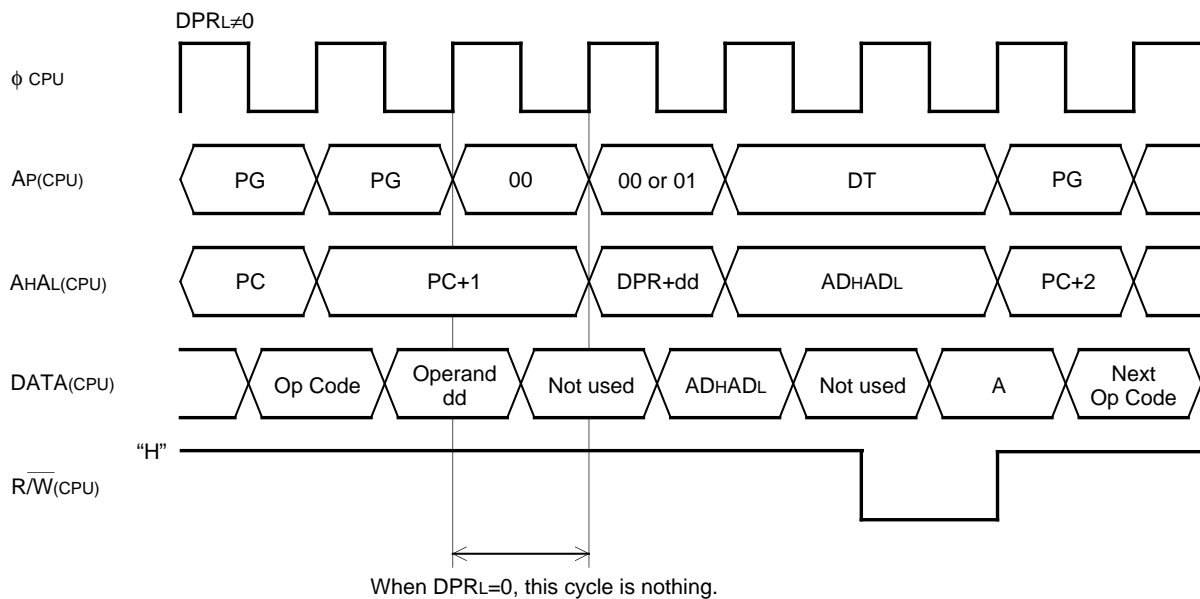 DPRL≠0
ϕ CPU
AP(CPU) PG PG 00 00 or 01 DT PG
AHAL(CPU) PC PC+1 DPR+dd ADHADL PC+2
DATA(CPU) Op Code Operand dd Not used ADHADL Not used A Next Op Code
“H”
R/W̅(CPU)
When DPRL=0, this cycle is nothing.